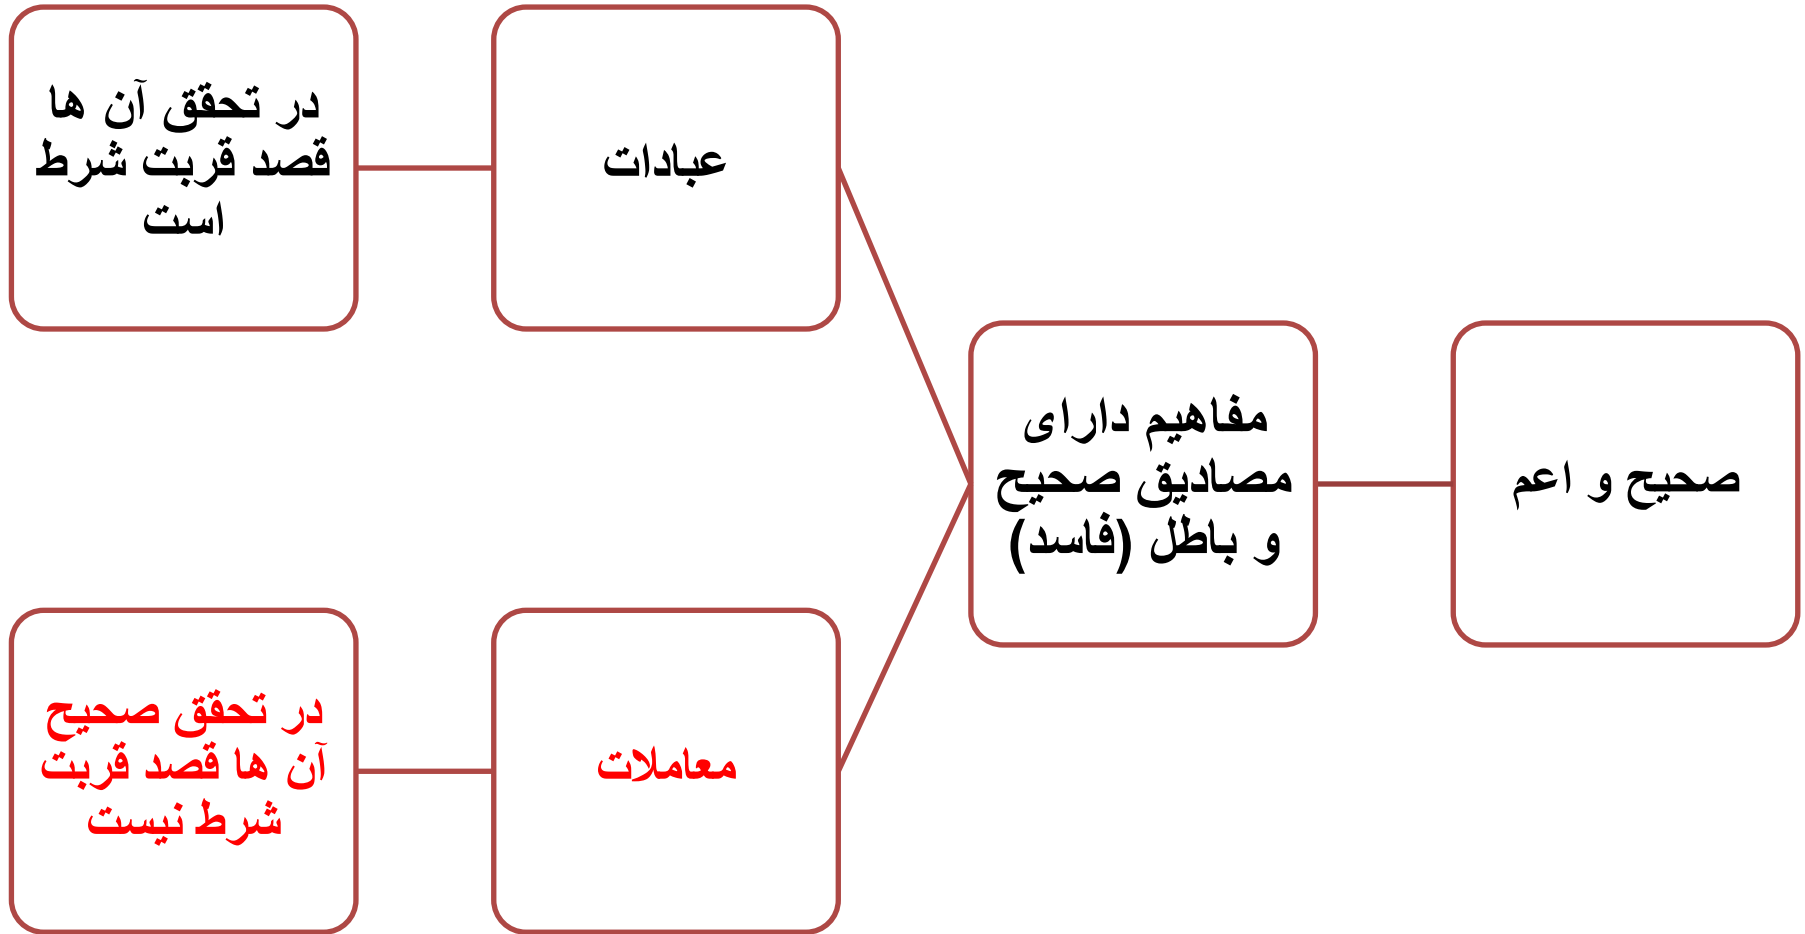 صحیح و اعم
مفاهیم دارای
مصادیق صحیح
و باطل (فاسد)
عبادات
در تحقق آن ها
قصد قربت شرط
است
معاملات
در تحقق صحیح
آن ها قصد قربت
شرط نیست